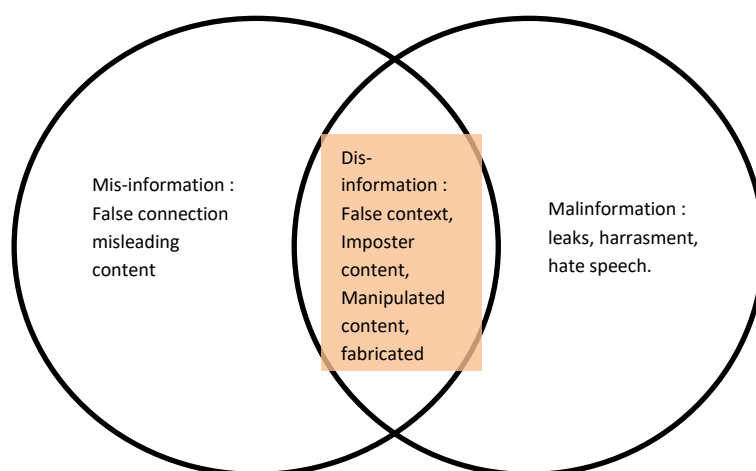 Mis-information :
False connection
misleading
content
Dis-
information :
False context,
Imposter
content,
Manipulated
content,
fabricated
Malinformation :
leaks, harrasment,
hate speech.